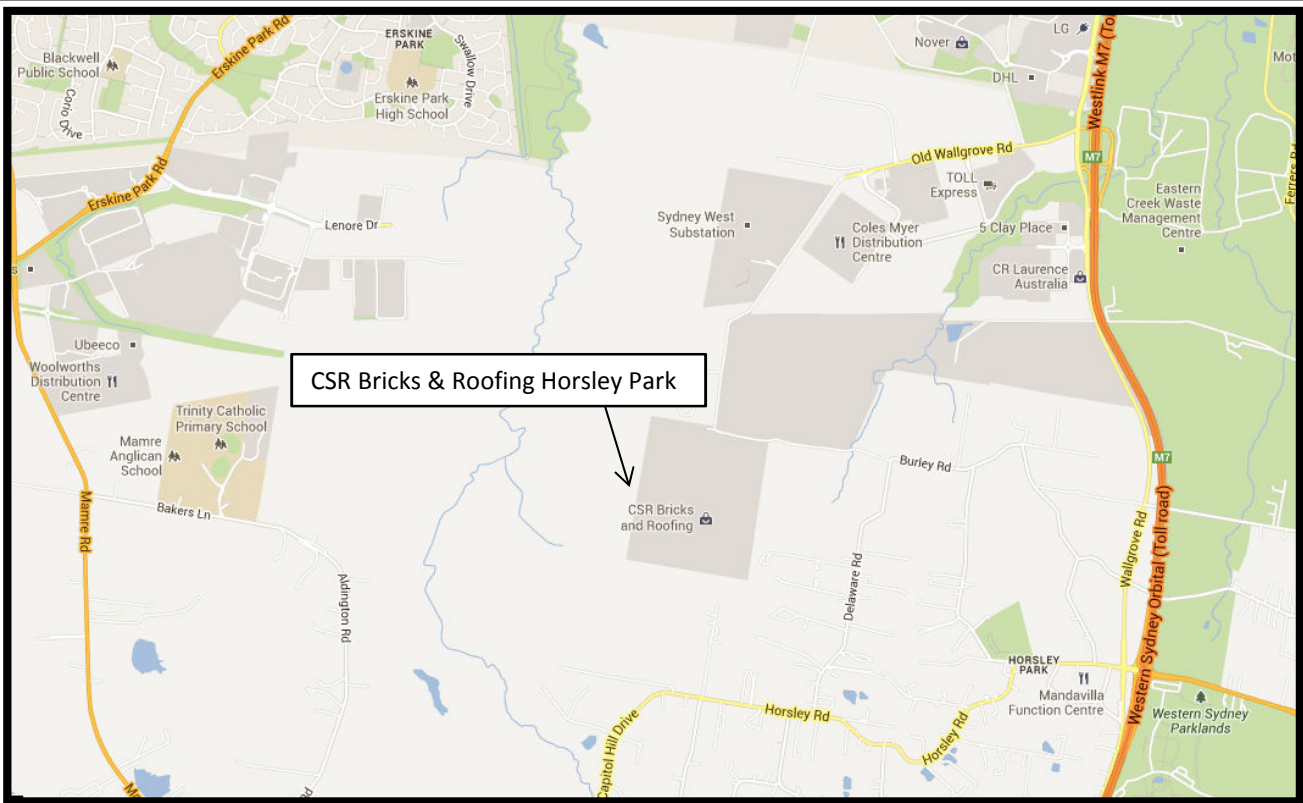 Erskine Park Rd
ERSKINE
PARK
Swallow Drive
Blackwell
Public School
Corio Drive
Erskine Park
High School
Nover
LG
DHL
Westlink M7 (To
Mot
Old Wallgrove Rd
M7
Ferrers Rd
TOLL
Express
Eastern
Creek Waste
Management
Centre
Erskine Park Rd
Lenore Dr
Sydney West
Substation
Coles Myer
Distribution
Centre
5 Clay Place
CR Laurence
Australia
s
Ubeeco
Woolworths
Distribution
Centre
CSR Bricks & Roofing Horsley Park
Trinity Catholic
Primary School
Mamre
Anglican
School
Burley Rd
M7
Mamre Rd
Bakers Ln
CSR Bricks
and Roofing
Wallgrove Rd
Western Sydney Orbital (Toll road)
Aldington Rd
Delaware Rd
HORSLEY
PARK
Mandavilla
Function Centre
Western Sydney
Parklands
Capitol Hill Drive
Horsley Rd
Horsley Rd
Ma
Rd